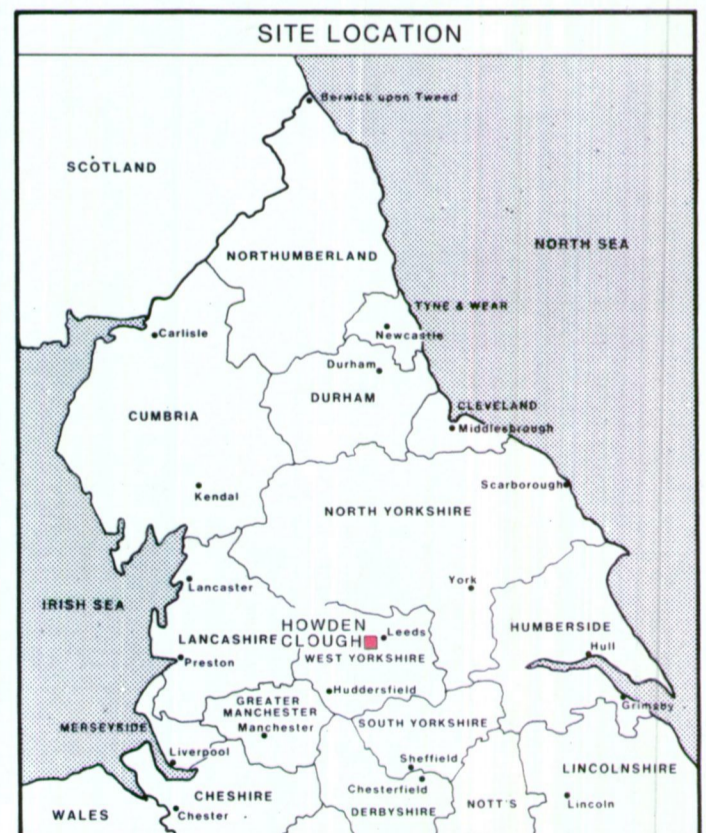 SITE LOCATION
Berwick upon Tweed
SCOTLAND
NORTH SEA
NORTHUMBERLAND
TYNE & WEAR
Carlisle
Newcastle
Durham
DURHAM
CLEVELAND
CUMBRIA
Middlesbrough
Scarborough
Kendal
NORTH YORKSHIRE
York
Lancaster
IRISH SEA
HOWDEN
CLOUGH
Leeds
HUMBERSIDE
LANCASHIRE
Hull
WEST YORKSHIRE
Preston
Huddersfield
GREATER
MANCHESTER
Grimsby
SOUTH YORKSHIRE
MERSEYSIDE
Manchester
Liverpool
Sheffield
LINCOLNSHIRE
Chesterfield
CHESHIRE
NOTT'S
Lincoln
DERBYSHIRE
WALES
Chester